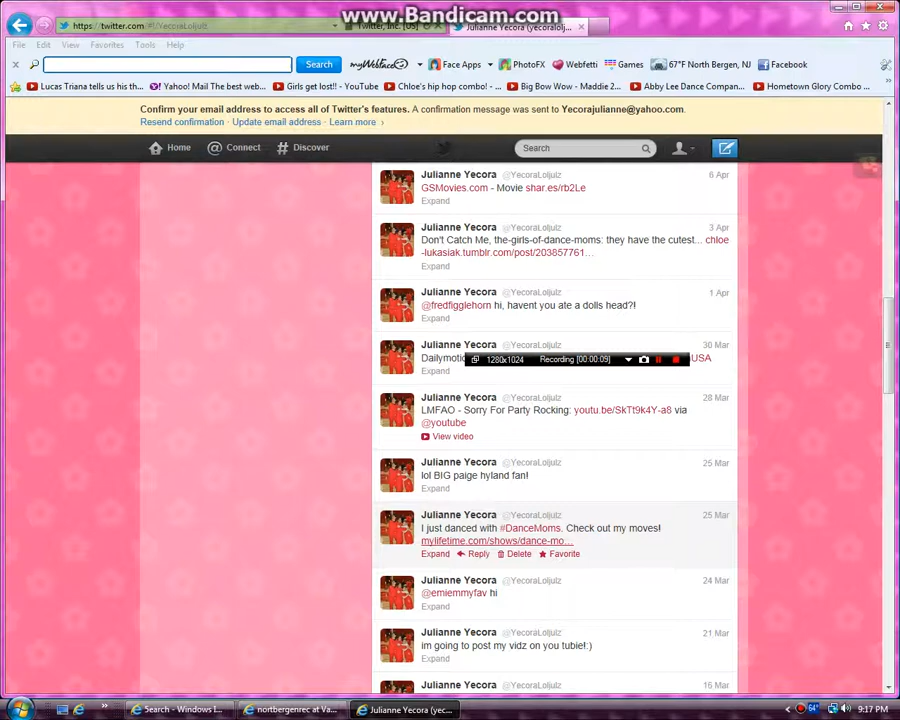 www.Bandicam.com
https://twitter.com/#!/YecoraLoljulz
Twitter, Inc. [US]
Julianne Yecora (yecoralolj...
File Edit View Favorites Tools Help
Search
myWebFace
Face Apps
PhotoFX
Webfetti
Games
67°F North Bergen, NJ
Facebook
Lucas Triana tells us his th...
Yahoo! Mail The best web...
Girls get lost!! - YouTube
Chloe's hip hop combo! - ...
Big Bow Wow - Maddie 2...
Abby Lee Dance Compan...
Hometown Glory Combo ...
Confirm your email address to access all of Twitter's features. A confirmation message was sent to Yecorajulianne@yahoo.com.
Resend confirmation · Update email address · Learn more ›
Home
@ Connect
# Discover
Search
Julianne Yecora @YecoraLoljulz 6 Apr
GSMovies.com - Movie shar.es/rb2Le
Expand
Julianne Yecora @YecoraLoljulz 3 Apr
Don't Catch Me, the-girls-of-dance-moms: they have the cutest... chloe
-lukasiak.tumblr.com/post/203857761...
Expand
Julianne Yecora @YecoraLoljulz 1 Apr
@fredfigglehorn hi, havent you ate a dolls head?!
Expand
Julianne Yecora @YecoraLoljulz 30 Mar
Dailymotio
USA
1280x1024 Recording [00:00:09]
Expand
Julianne Yecora @YecoraLoljulz 28 Mar
LMFAO - Sorry For Party Rocking: youtu.be/SkTt9k4Y-a8 via
@youtube
View video
Julianne Yecora @YecoraLoljulz 25 Mar
lol BIG paige hyland fan!
Expand
Julianne Yecora @YecoraLoljulz 25 Mar
I just danced with #DanceMoms. Check out my moves!
mylifetime.com/shows/dance-mo...
Expand Reply Delete Favorite
Julianne Yecora @YecoraLoljulz 24 Mar
@emiemmyfav hi
Expand
Julianne Yecora @YecoraLoljulz 21 Mar
im going to post my vidz on you tubie!:)
Expand
Julianne Yecora @YecoraLoljulz 16 Mar
Search - Windows I...
nortbergenrec at Va...
Julianne Yecora (yec...
64°
9:17 PM